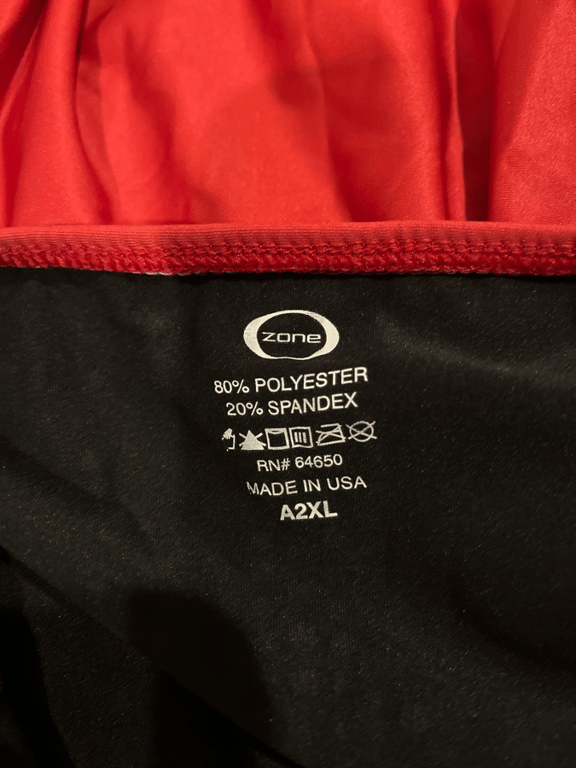 zone
80% POLYESTER
20% SPANDEX
RN# 64650
MADE IN USA
A2XL